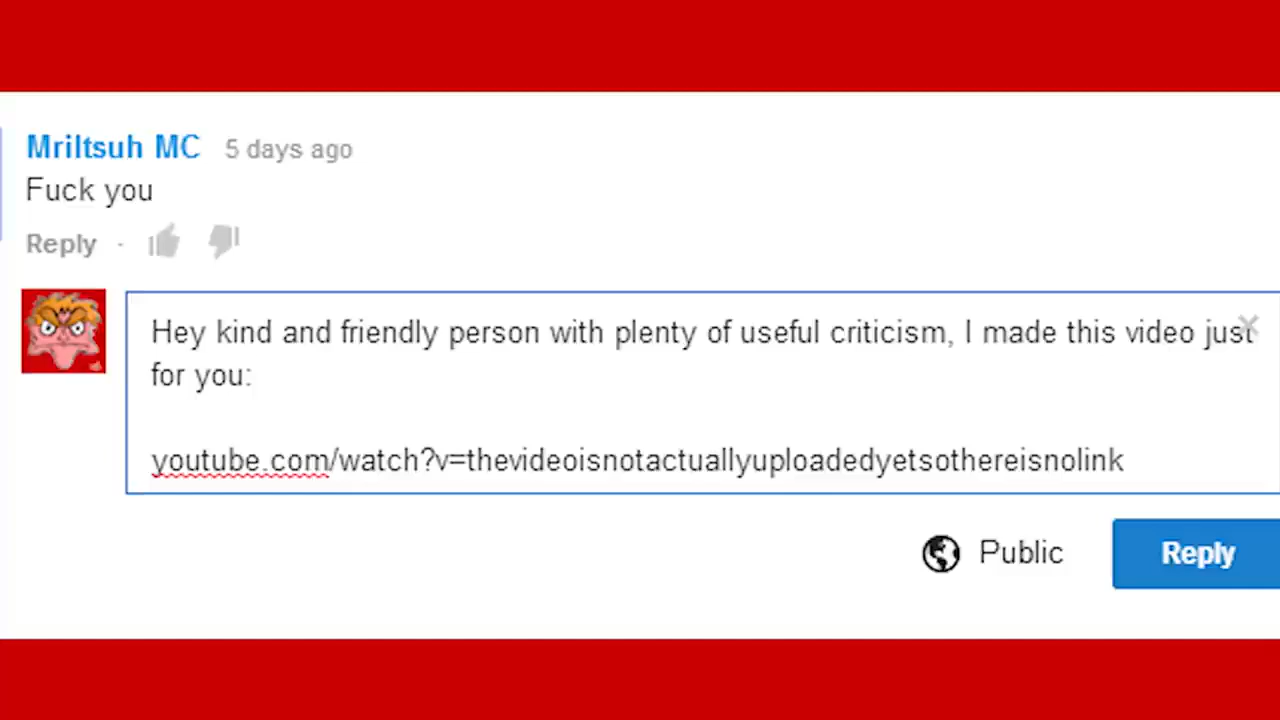 Mriltsuh MC 5 days ago
Fuck you
Reply ·
Hey kind and friendly person with plenty of useful criticism, I made this video just
for you:
youtube.com/watch?v=thevideoisnotactuallyuploadedyetsothereisnolink
Public Reply